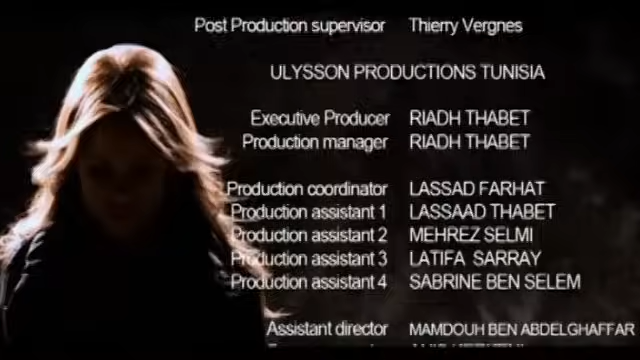 Post Production supervisor Thierry Vergnes
ULYSSON PRODUCTIONS TUNISIA
Executive Producer RIADH THABET
Production manager RIADH THABET
Production coordinator LASSAD FARHAT
Production assistant 1 LASSAAD THABET
Production assistant 2 MEHREZ SELMI
Production assistant 3 LATIFA SARRAY
Production assistant 4 SABRINE BEN SELEM
Assistant director MAMDOUH BEN ABDELGHAFFAR